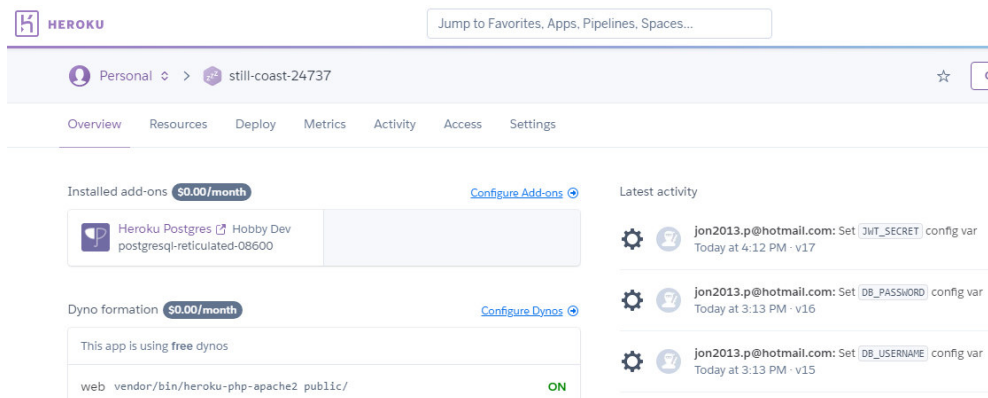 HEROKU
Jump to Favorites, Apps, Pipelines, Spaces...
Personal > still-coast-24737
Overview Resources Deploy Metrics Activity Access Settings
Installed add-ons $0.00/month Configure Add-ons
Heroku Postgres Hobby Dev
postgresql-reticulated-08600
Dyno formation $0.00/month Configure Dynos
This app is using free dynos
web vendor/bin/heroku-php-apache2 public/ ON
Latest activity
jon2013.p@hotmail.com: Set JWT_SECRET config var
Today at 4:12 PM · v17
jon2013.p@hotmail.com: Set DB_PASSWORD config var
Today at 3:13 PM · v16
jon2013.p@hotmail.com: Set DB_USERNAME config var
Today at 3:13 PM · v15